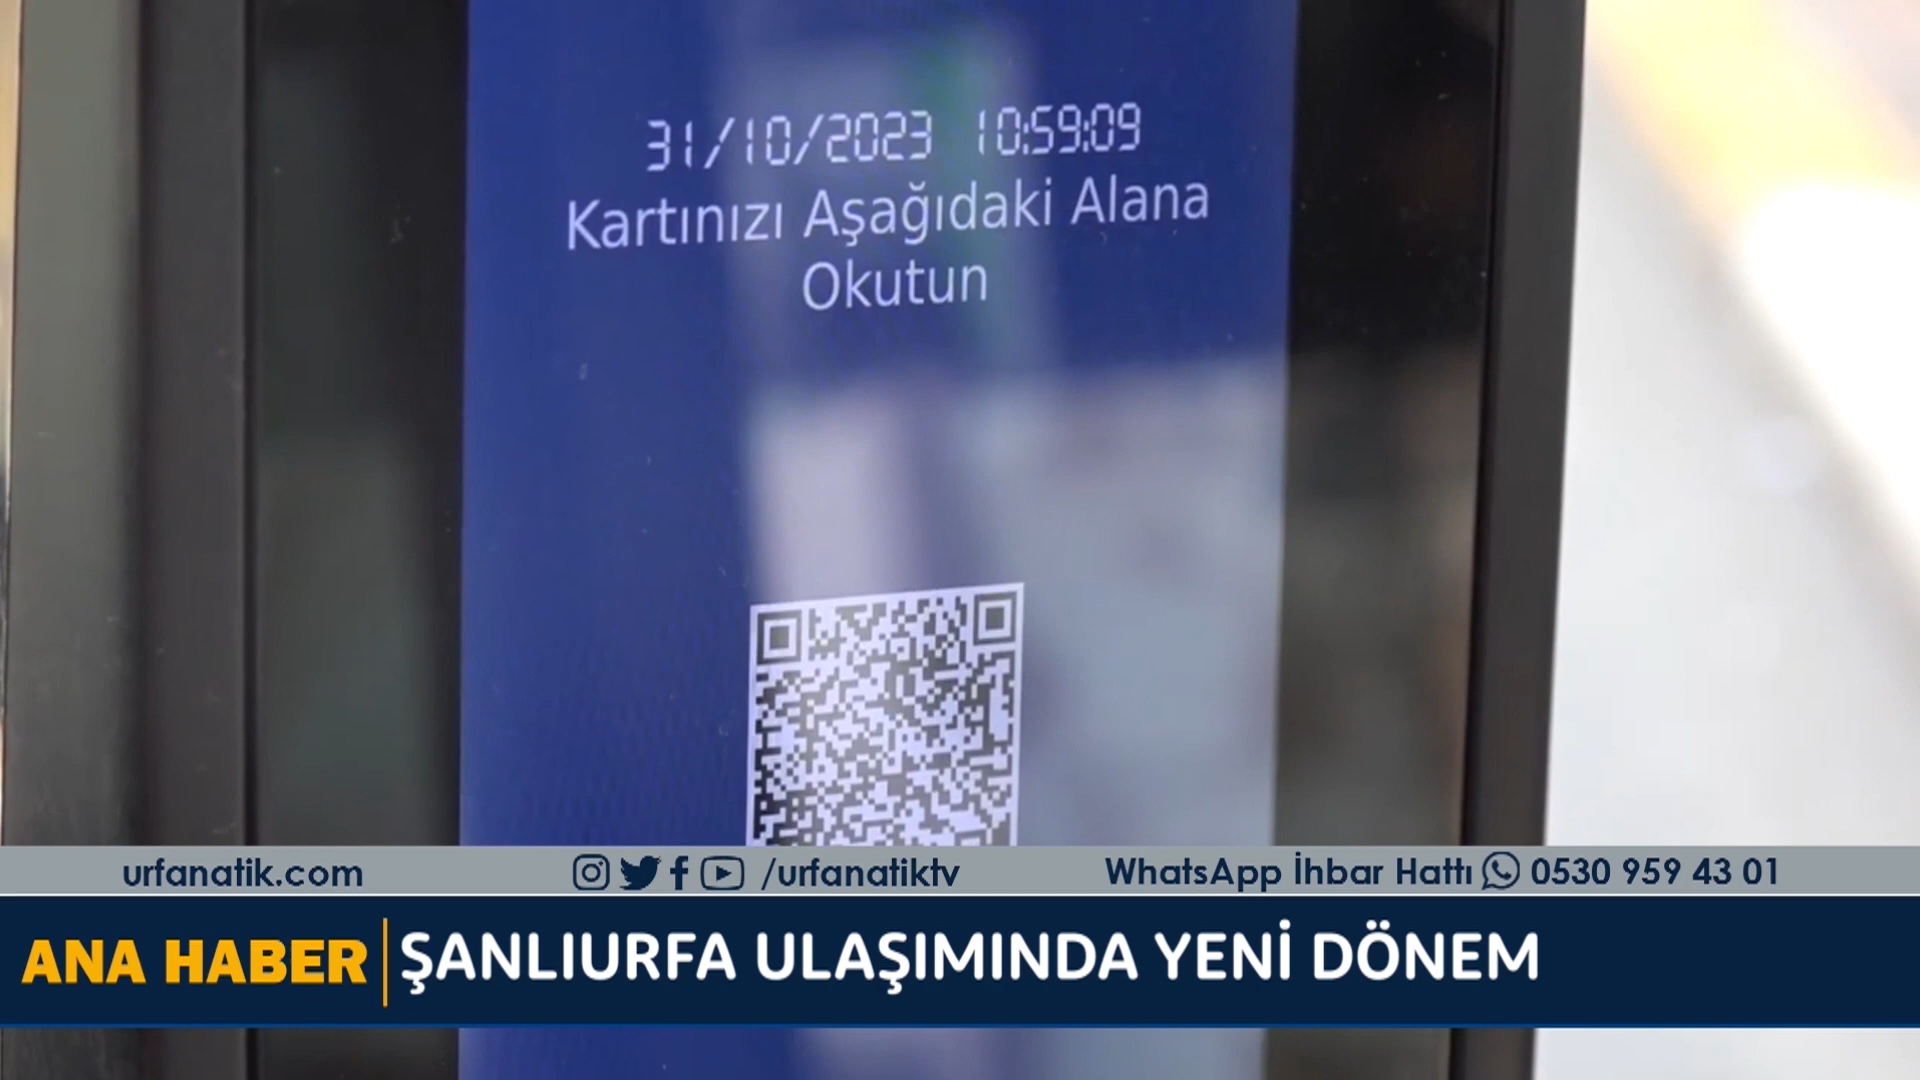 31/10/2023 10:59:09
Kartınızı Aşağıdaki Alana
Okutun
urfanatik.com /urfanatiktv WhatsApp İhbar Hattı 0530 959 43 01
ANA HABER ŞANLIURFA ULAŞIMINDA YENİ DÖNEM